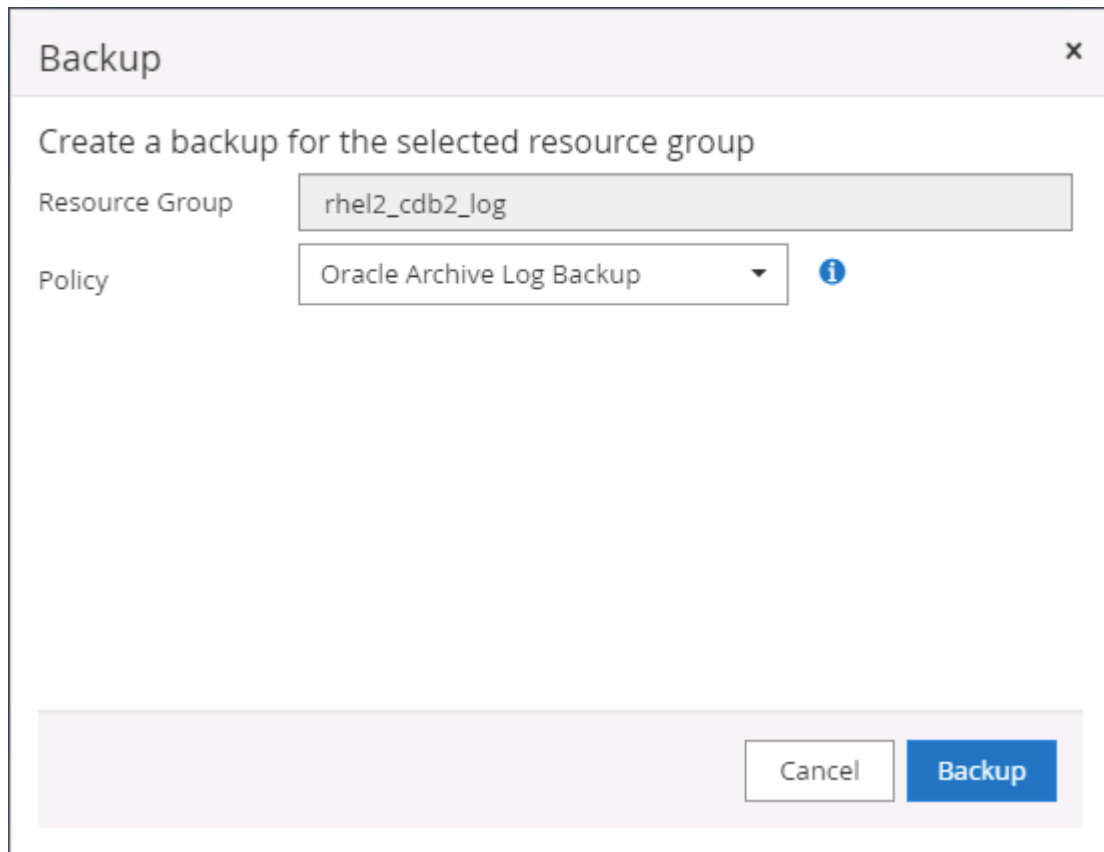 Backup
Create a backup for the selected resource group
Resource Group rhel2_cdb2_log
Policy Oracle Archive Log Backup
Cancel Backup